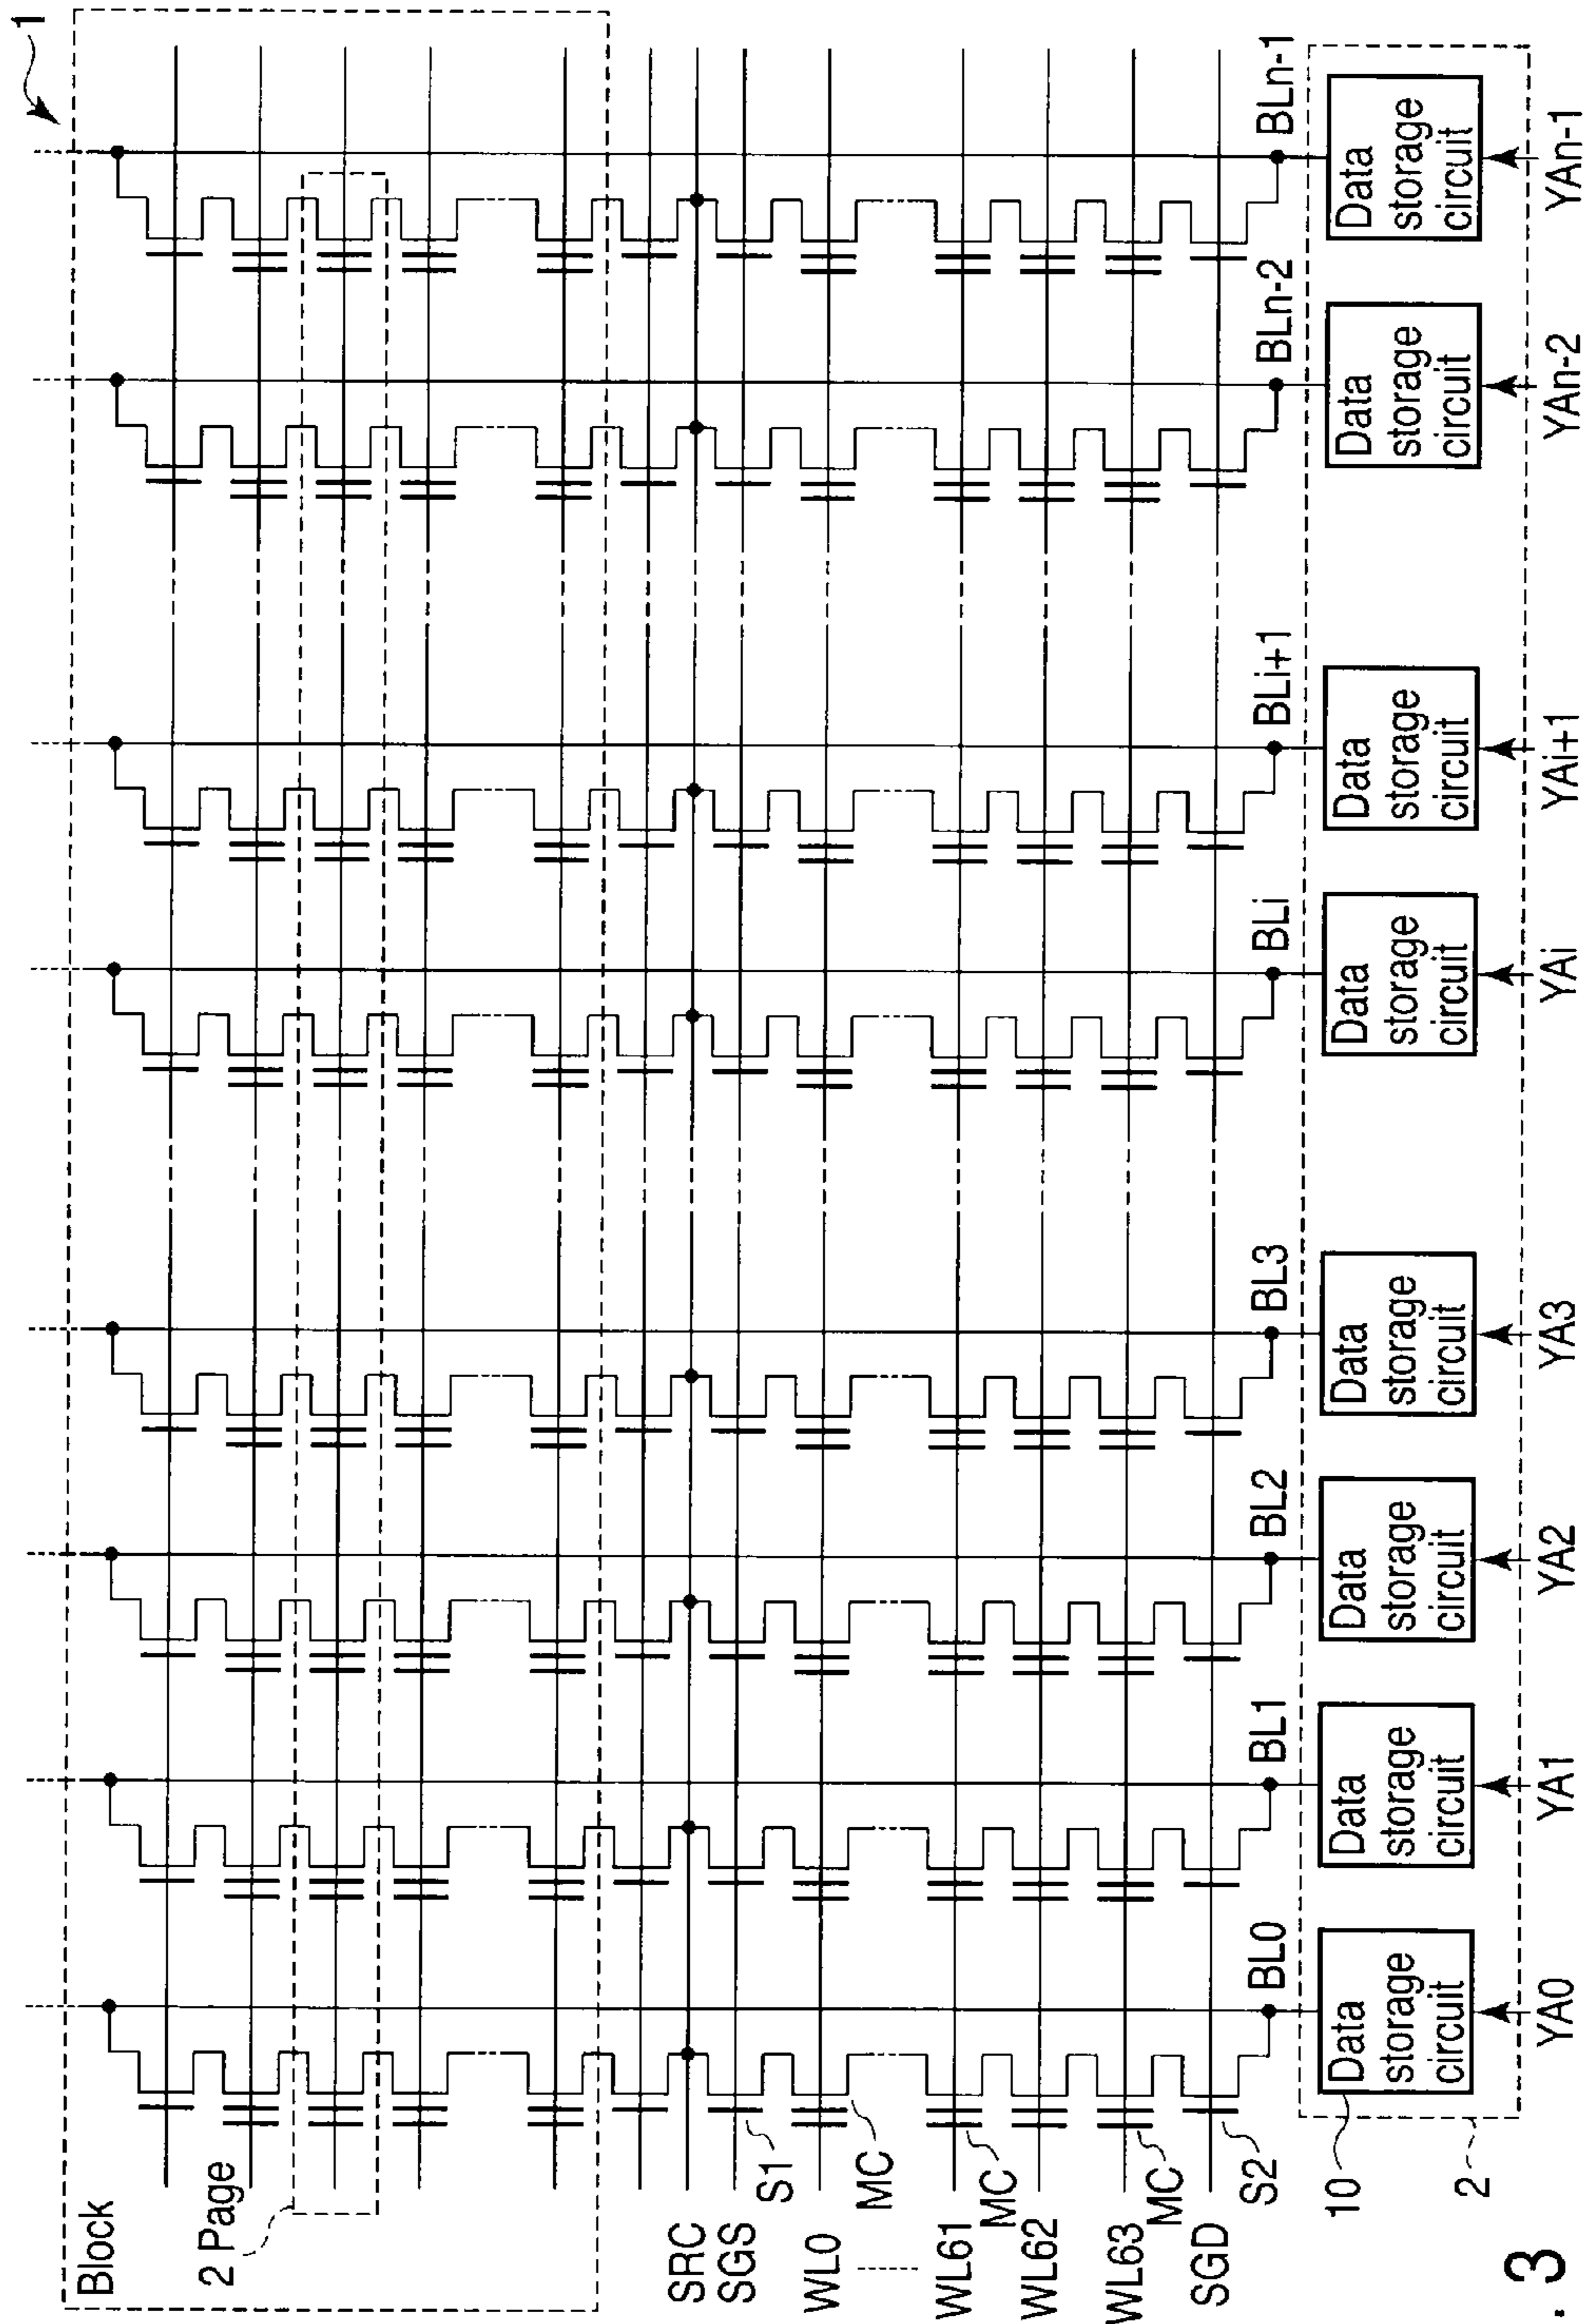 1
Block
2 Page
SRC
SGS
S1
WL0
MC
WL61
MC
WL62
WL63
MC
SGD
S2
BL0
BL1
BL2
BL3
BLi
BLi+1
BLn-2
BLn-1
10
Data
storage
circuit
Data
storage
circuit
Data
storage
circuit
Data
storage
circuit
Data
storage
circuit
Data
storage
circuit
Data
storage
circuit
Data
storage
circuit
2
YA0
YA1
YA2
YA3
YAi
YAi+1
YAn-2
YAn-1
. 3